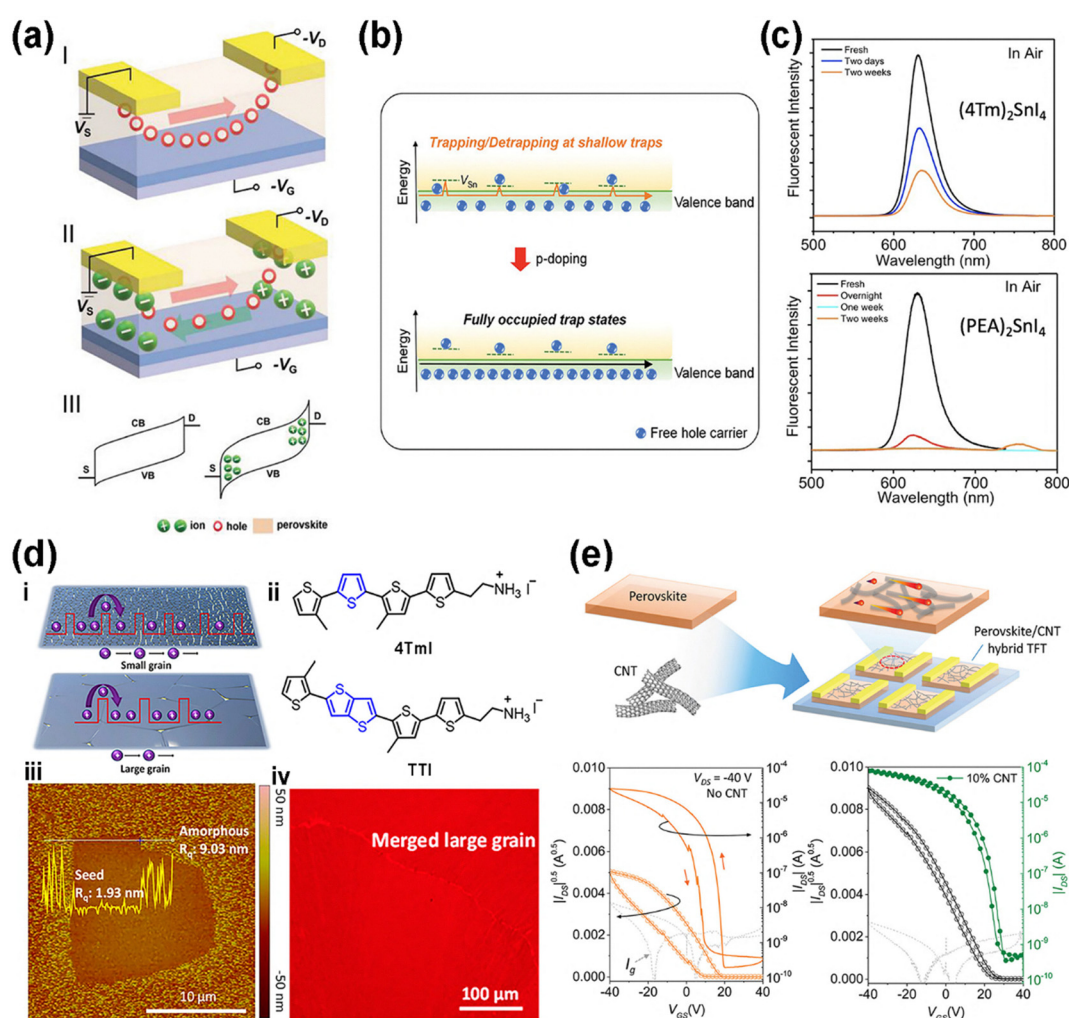 (a)
I
-V_D
V_S
-V_G
II
-V_D
V_S
-V_G
III
CB
D
S
VB
CB
D
S
VB
ion
hole
perovskite
(b)
Energy
Trapping/Detrapping at shallow traps
V_Sn
Valence band
p-doping
Energy
Fully occupied trap states
Valence band
Free hole carrier
(c)
Fluorescent Intensity
Fresh
Two days
Two weeks
In Air
(4Tm)₂SnI₄
500 600 700 800
Wavelength (nm)
Fluorescent Intensity
Fresh
Overnight
One week
Two weeks
In Air
(PEA)₂SnI₄
500 600 700 800
Wavelength (nm)
(d)
i
Small grain
Large grain
ii
S
S
S
S
NH₃⁺ I⁻
4TmI
S
S
S
S
S
NH₃⁺ I⁻
TTI
iii
Amorphous
R_q: 9.03 nm
Seed
R_q: 1.93 nm
10 µm
50 nm
-50 nm
iv
Merged large grain
100 µm
(e)
Perovskite
CNT
Perovskite/CNT
hybrid TFT
V_DS = -40 V
No CNT
I_g
|I_DS|^0.5 (A^0.5)
0.010
0.008
0.006
0.004
0.002
0.000
10⁻⁴
10⁻⁵
10⁻⁶
10⁻⁷
10⁻⁸
10⁻⁹
10⁻¹⁰
|I_DS| (A)
-40 -20 0 20 40
V_GS(V)
10% CNT
|I_DS|^0.5 (A^0.5)
0.010
0.008
0.006
0.004
0.002
0.000
10⁻⁴
10⁻⁵
10⁻⁶
10⁻⁷
10⁻⁸
10⁻⁹
10⁻¹⁰
|I_DS| (A)
-40 -20 0 20 40
V_GS(V)